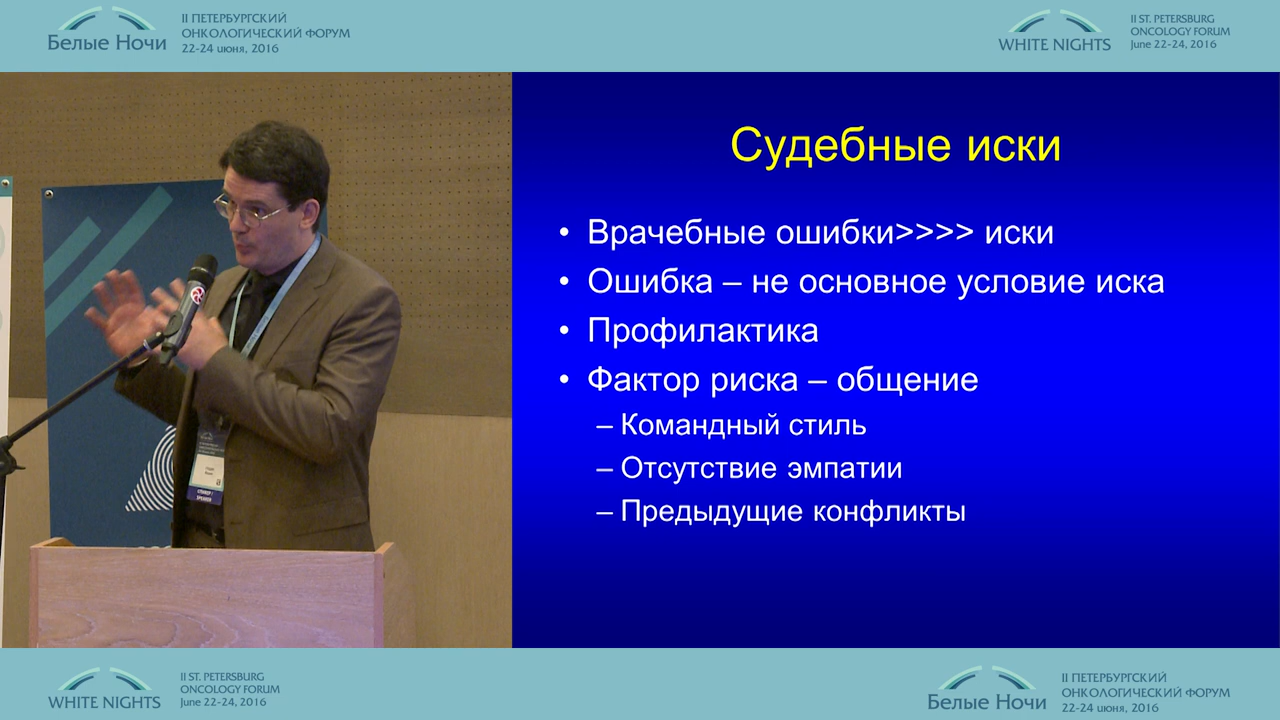 Белые Ночи
II ПЕТЕРБУРГСКИЙ
ОНКОЛОГИЧЕСКИЙ ФОРУМ
22-24 июня, 2016
WHITE NIGHTS
II ST. PETERSBURG
ONCOLOGY FORUM
June 22-24, 2016
Судебные иски
• Врачебные ошибки>>>> иски
• Ошибка – не основное условие иска
• Профилактика
• Фактор риска – общение
– Командный стиль
– Отсутствие эмпатии
– Предыдущие конфликты
WHITE NIGHTS
II ST. PETERSBURG
ONCOLOGY FORUM
June 22-24, 2016
Белые Ночи
II ПЕТЕРБУРГСКИЙ
ОНКОЛОГИЧЕСКИЙ ФОРУМ
22-24 июня, 2016